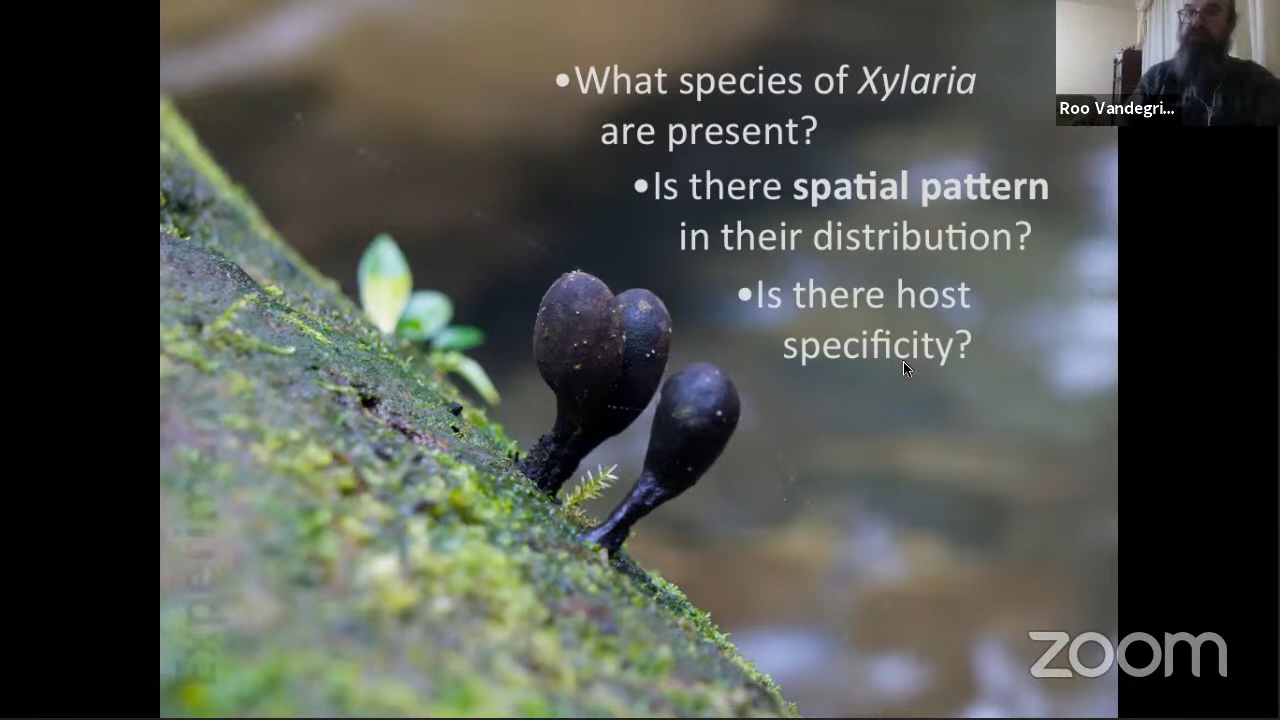 •What species of Xylaria
are present?
•Is there spatial pattern
in their distribution?
•Is there host
specificity?
Roo Vandegri...
zoom